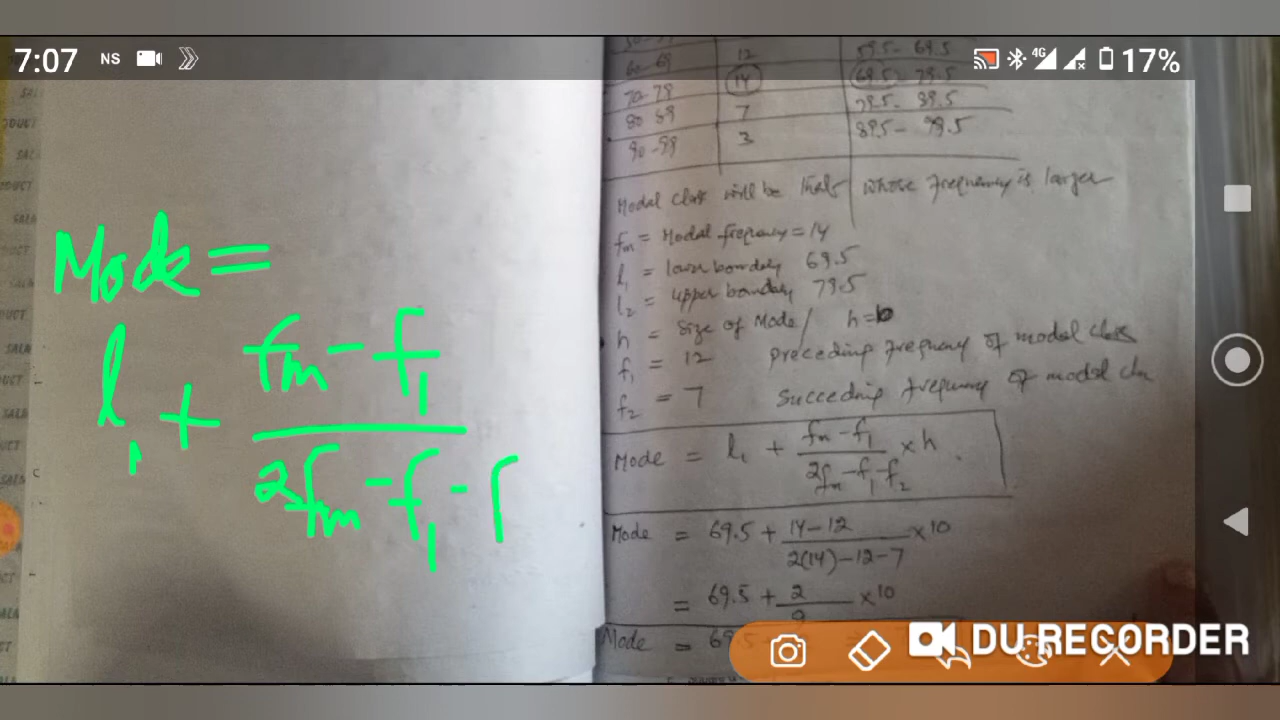 7:07 NS 4G 17%
12 59.5- 69.5
60-69
70-79 14 69.5- 79.5
80-89 7 79.5- 89.5
90-99 3 89.5- 99.5
Modal class will be that whose frequency is larger
fm = Modal frequency = 14
l₁ = lower boundary 69.5
l₂ = upper boundary 79.5
h = Size of Mode/ h=10
f₁ = 12 preceding frequency of modal class
f₂ = 7 Succeding frequency of modal
Mode = l₁ + (fm-f₁)/(2fm-f₁-f₂) × h
Mode = 69.5 + (14-12)/(2(14)-12-7) ×10
= 69.5 + 2/9 ×10
Mode =
Mode =
l₁ + (fm - f₁)/(2fm - f₁ - f
DU RECORDER